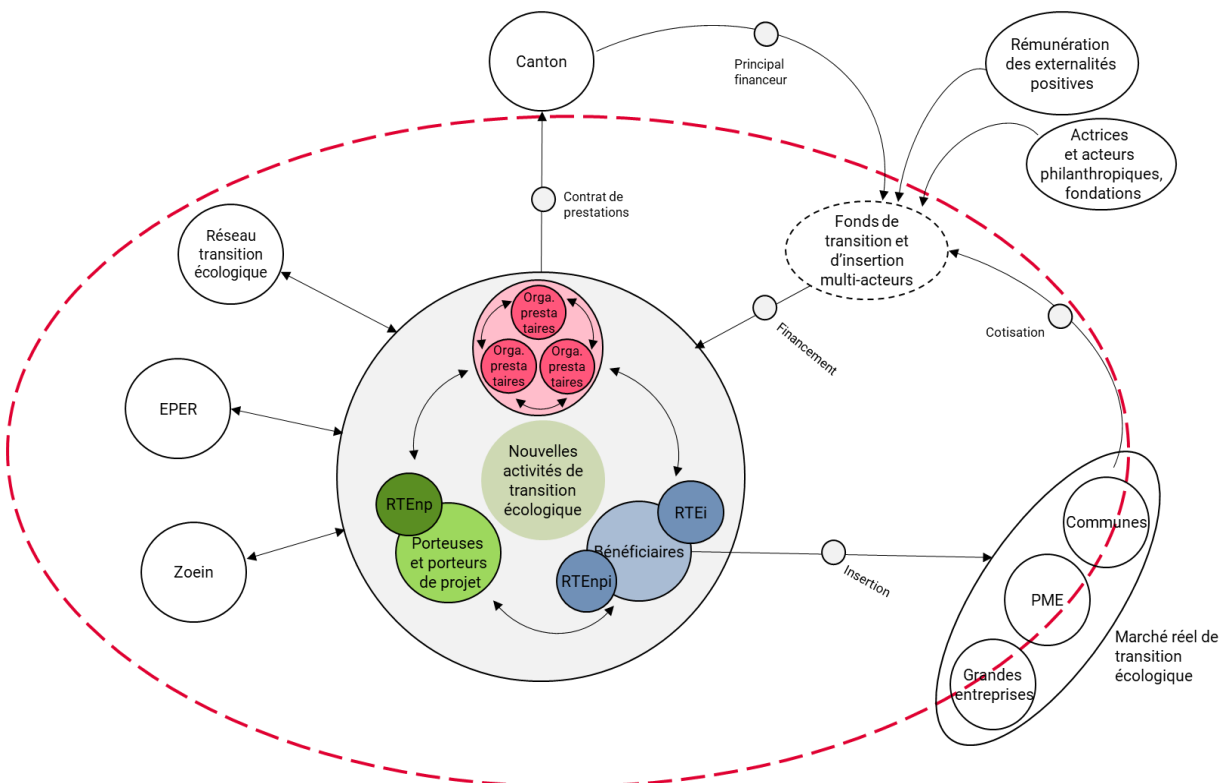 Canton
Principal
financeur
Rémunération
des externalités
positives
Actrices
et acteurs
philanthropiques,
fondations
Contrat de
prestations
Réseau
transition
écologique
Fonds de
transition et
d'insertion
multi-acteurs
Orga.
presta
taires
Orga.
presta
taires
Orga.
presta
taires
Financement
Cotisation
EPER
Nouvelles
activités de
transition
écologique
RTEnp
Porteuses
et porteurs
de projet
RTEi
Bénéficiaires
RTEnpi
Insertion
Zoein
Communes
PME
Grandes
entreprises
Marché réel de
transition
écologique